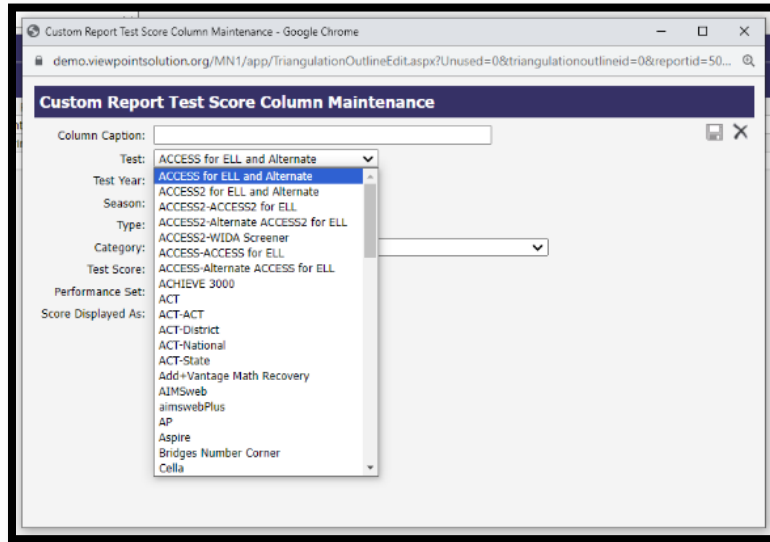 Custom Report Test Score Column Maintenance - Google Chrome
demo.viewpointsolution.org/MN1/app/TriangulationOutlineEdit.aspx?Unused=0&triangulationoutlineid=0&reportid=50...
Custom Report Test Score Column Maintenance
Column Caption:
Test: ACCESS for ELL and Alternate
Test Year: ACCESS for ELL and Alternate
ACCESS2 for ELL and Alternate
Season: ACCESS2-ACCESS2 for ELL
Type: ACCESS2-Alternate ACCESS2 for ELL
ACCESS2-WIDA Screener
Category: ACCESS-ACCESS for ELL
Test Score: ACCESS-Alternate ACCESS for ELL
ACHIEVE 3000
Performance Set: ACT
Score Displayed As: ACT-ACT
ACT-District
ACT-National
ACT-State
Add+Vantage Math Recovery
AIMSweb
aimswebPlus
AP
Aspire
Bridges Number Corner
Cella